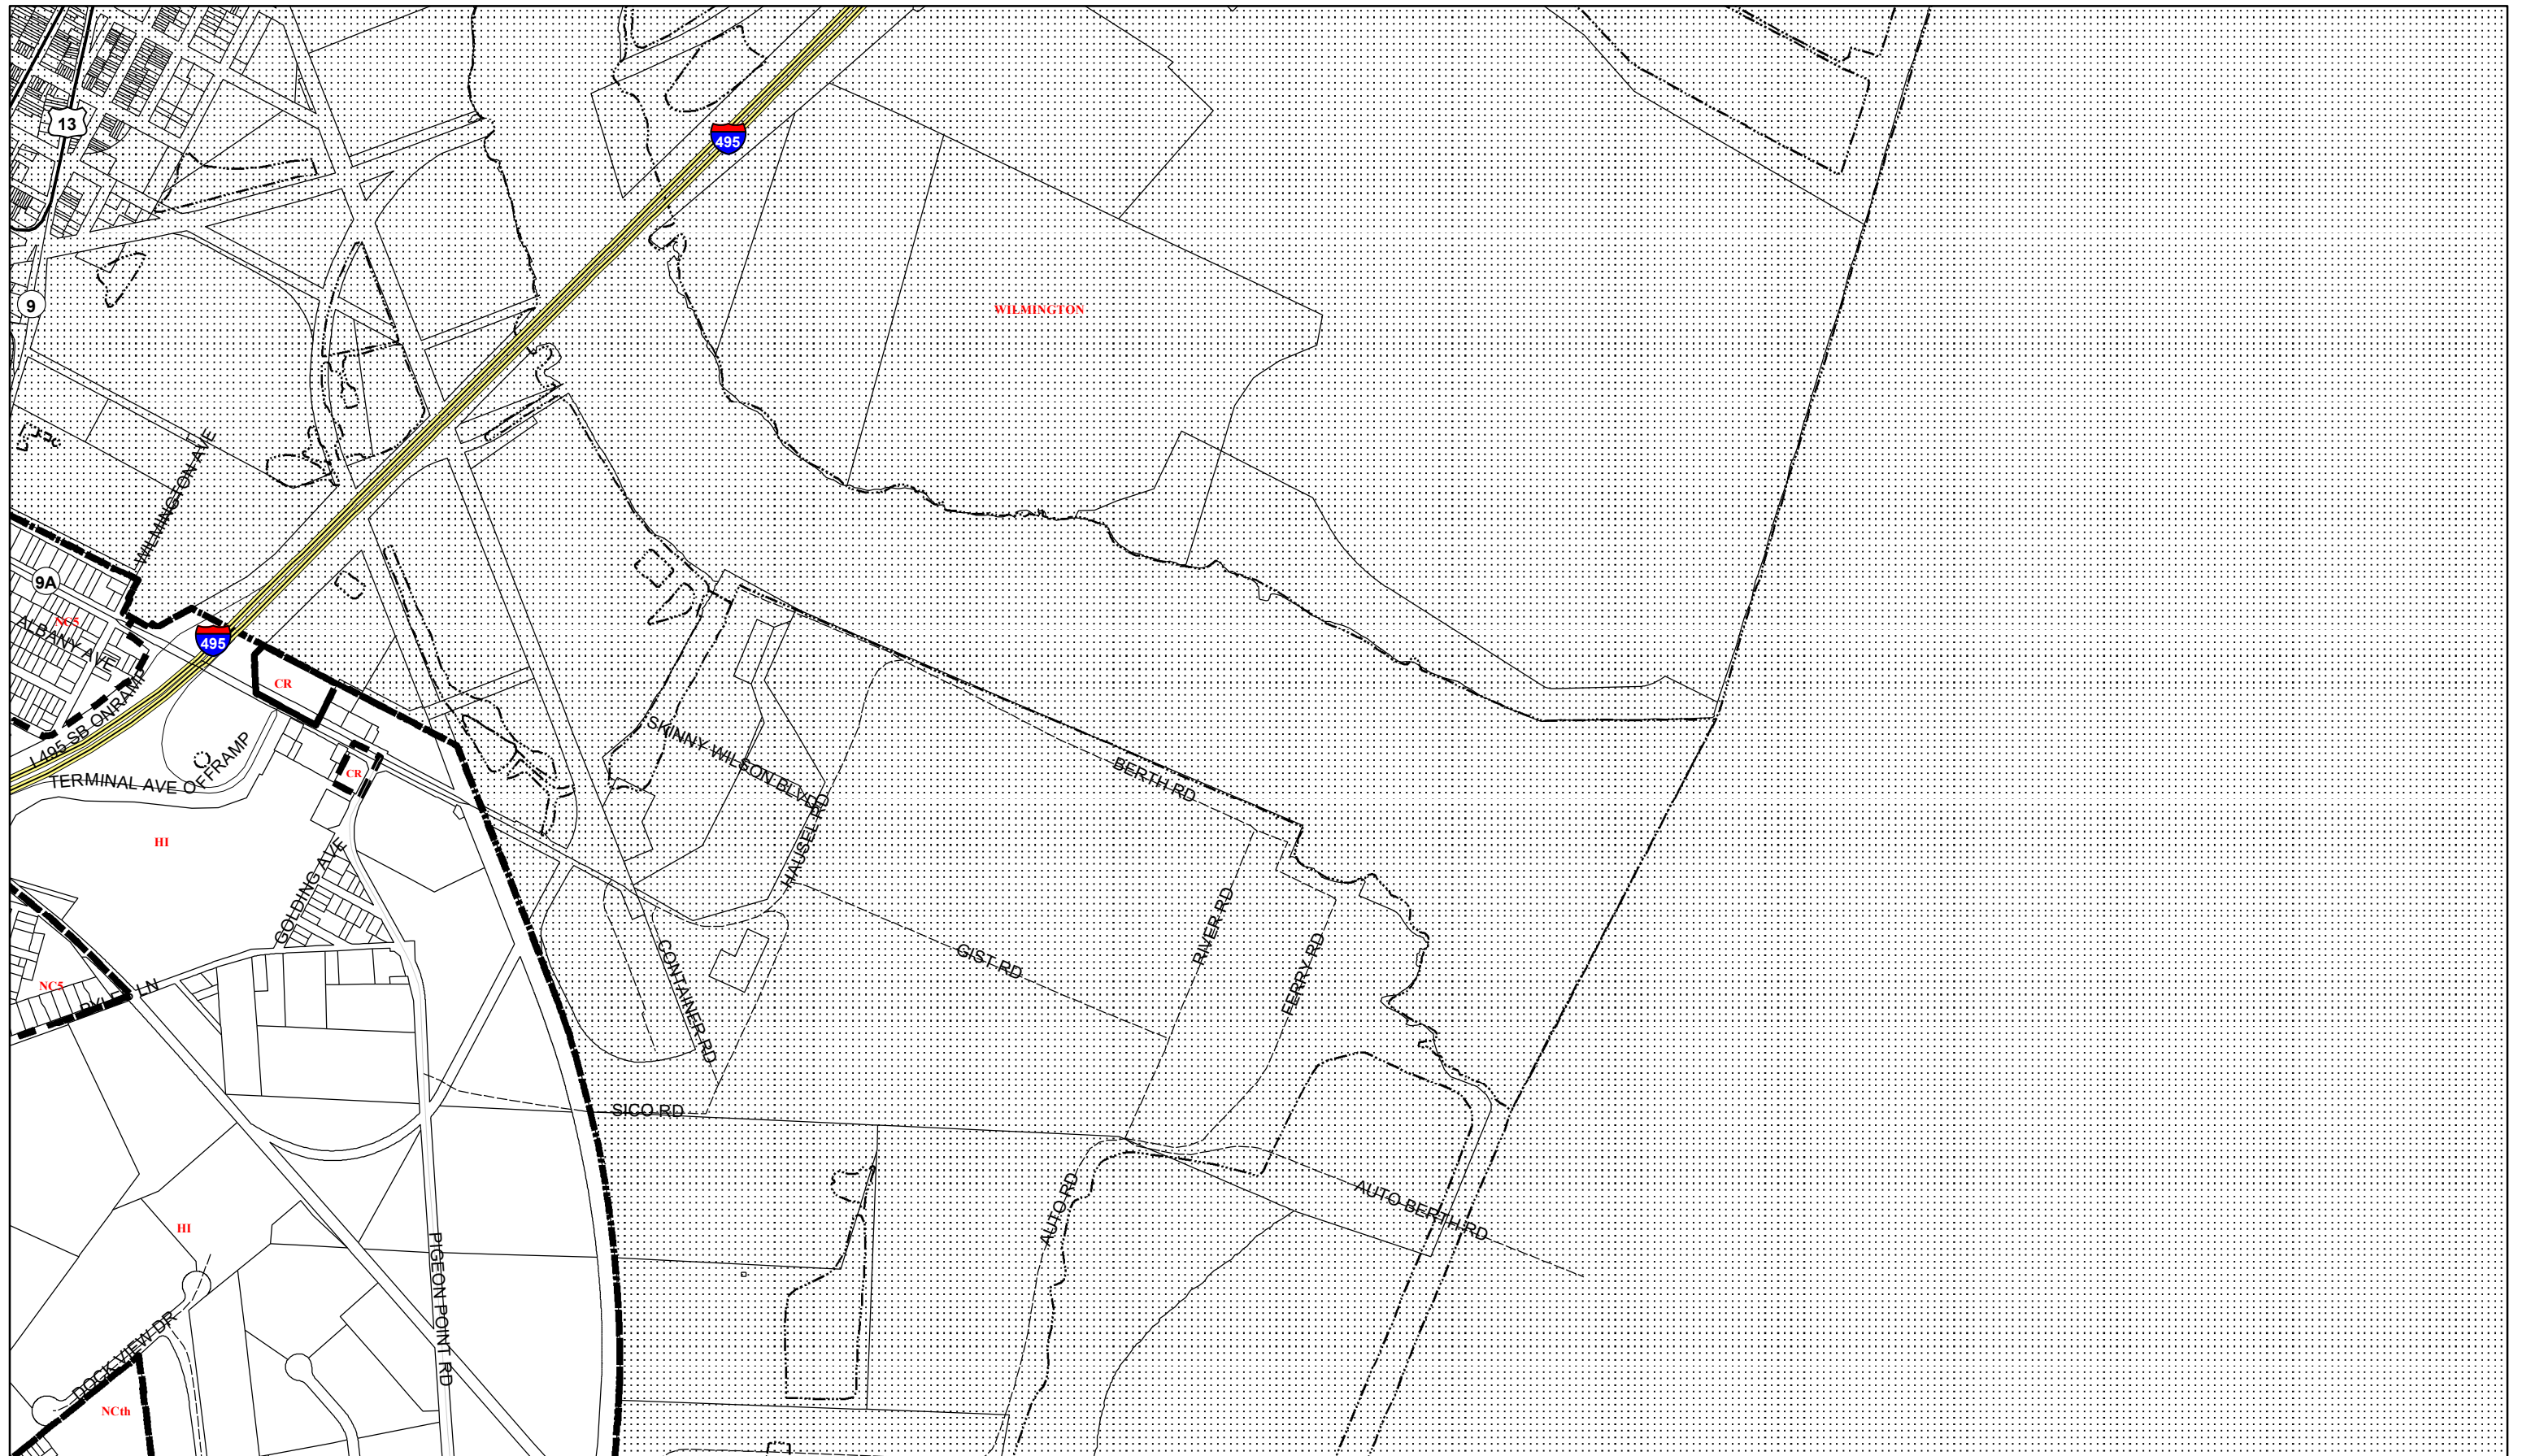 13
495
9
WILMINGTON
WILMINGTON AVE
9A
NC5
ALBANY AVE
495
CR
I-495 SB ONRAMP
SKINNY WILSON BLVD
CR
BERTH RD
TERMINAL AVE OFFRAMP
HAUSEL RD
HI
GOLDING AVE
RIVER RD
GIST RD
FERRY RD
CONTAINER RD
NC5
PYLES LN
SICO RD
AUTO RD
AUTO BERTH RD
HI
PIGEON POINT RD
DOCK VIEW DR
NCth